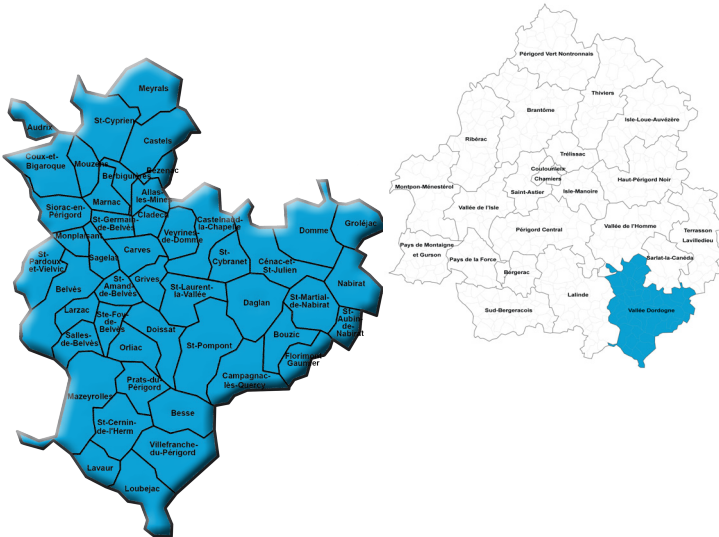 Meyrals
St-Cyprien
Audrix
Castels
Coux-et-
Bigaroque
Mouzens
Bézenac
Berbiguières
Allas-
les-Mines
Marnac
Siorac-en-
Périgord
Cladech
St-Germain-
de-Belvès
Castelnaud-
la-Chapelle
Veyrines-
de-Domme
Domme
Groléjac
Monplaisant
Carves
Sagelat
St-
Pardoux-
et-Vielvic
St-
Cybranet
Cénac-et-
St-Julien
Grives
St-
Amand-
de-Belvès
St-Laurent-
la-Vallée
Nabirat
Belvès
Daglan
St-Martial-
de-Nabirat
Larzac
Ste-Foy-
de-
Belvès
St-
Aubin-
de-
Nabirat
Doissat
Salles-
de-Belvès
Bouzic
Orliac
St-Pompont
Florimont-
Gaumier
Campagnac-
lès-Quercy
Prats-du-
Périgord
Mazeyrolles
Besse
St-Cernin-
de-l'Herm
Villefranche-
du-Périgord
Lavaur
Loubejac
Périgord Vert Nontronnais
Thiviers
Brantôme
Isle-Loue-Auvézère
Ribérac
Trélissac
Coulounieix
Chamiers
Haut-Périgord Noir
Montpon-Ménestérol
Saint-Astier
Isle-Manoire
Vallée de l'Isle
Périgord Central
Vallée de l'Homme
Terrasson
Lavilledieu
Pays de Montaigne
et Gurson
Pays de la Force
Sarlat-la-Canéda
Bergerac
Lalinde
Sud-Bergeracois
Vallée Dordogne